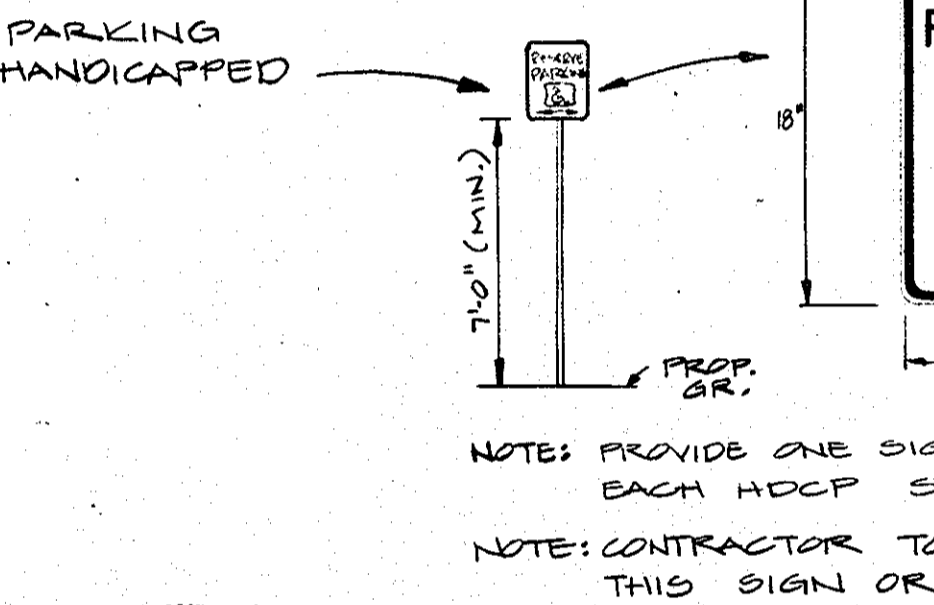 PARKING
HANDICAPPED
PARKING
18"
7'-0" (MIN.)
PROP.
GR.
NOTE: PROVIDE ONE SIG
EACH HDCP S
NOTE: CONTRACTOR TO
THIS SIGN OR